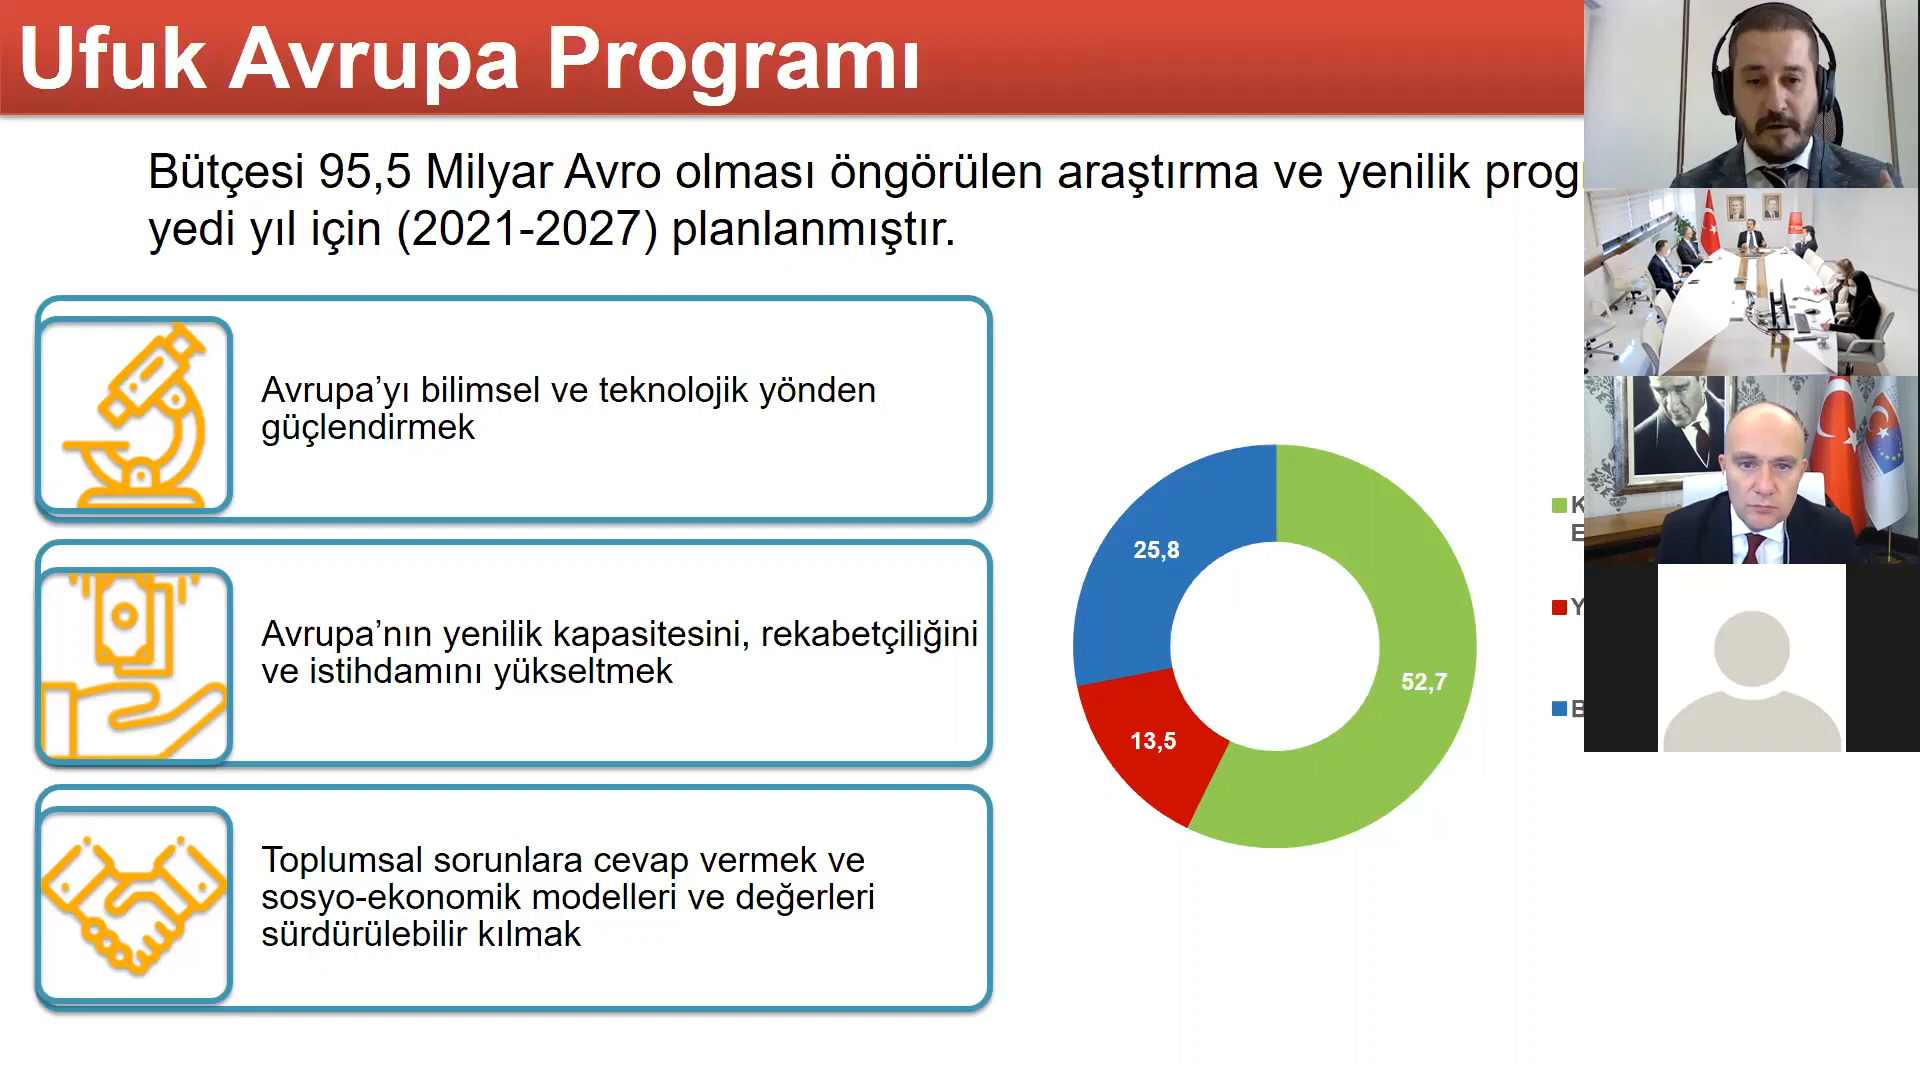 Ufuk Avrupa Programı
Bütçesi 95,5 Milyar Avro olması öngörülen araştırma ve yenilik
yedi yıl için (2021-2027) planlanmıştır.
Avrupa’yı bilimsel ve teknolojik yönden
güçlendirmek
Avrupa’nın yenilik kapasitesini, rekabetçiliğini
ve istihdamını yükseltmek
Toplumsal sorunlara cevap vermek ve
sosyo-ekonomik modelleri ve değerleri
sürdürülebilir kılmak
25,8
52,7
13,5